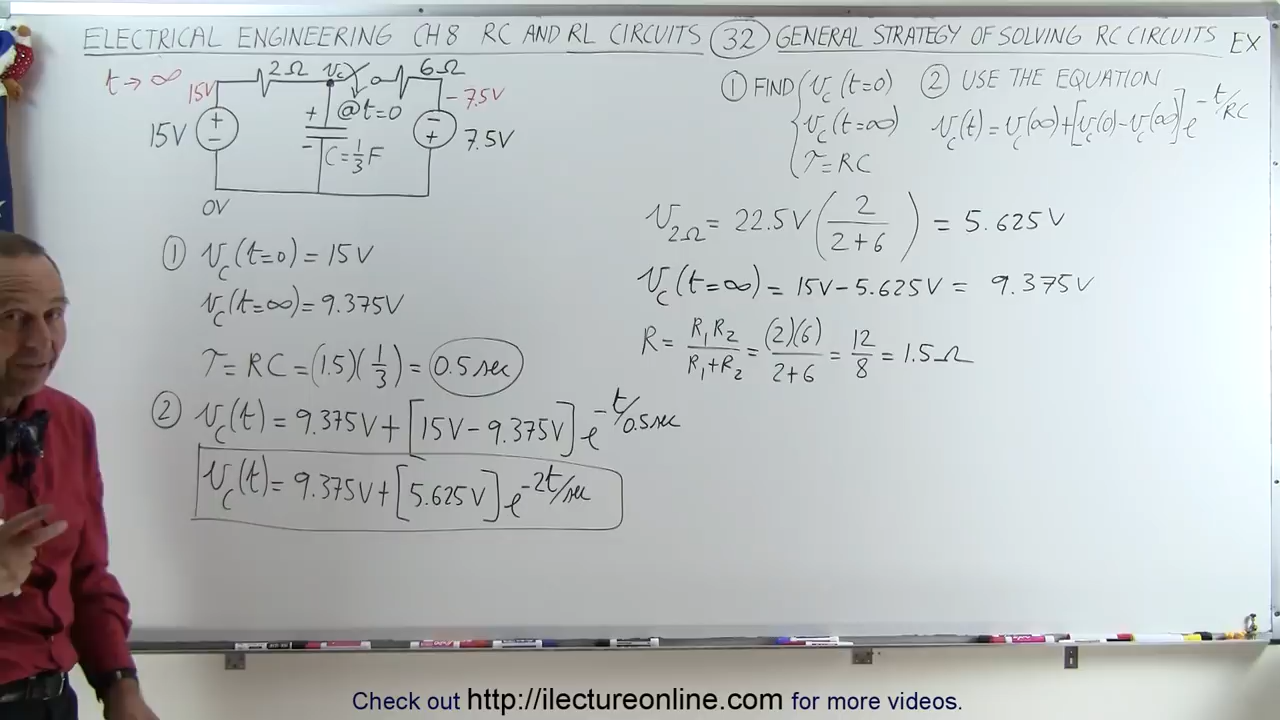 ELECTRICAL ENGINEERING CH8 RC AND RL CIRCUITS 32 GENERAL STRATEGY OF SOLVING RC CIRCUITS EX
t → ∞
15V
2Ω
v_c
6Ω
-7.5V
+
@t=0
15V
+
-
-
C=1/3F
-
+
7.5V
0V
① FIND { v_c(t=0)
v_c(t=∞)
τ=RC
② USE THE EQUATION
v_c(t)=v_c(∞)+[v_c(0)-v_c(∞)]e^(-t/RC)
v_2Ω = 22.5V(2/(2+6)) = 5.625V
v_c(t=∞) = 15V-5.625V = 9.375V
R = R₁R₂/(R₁+R₂) = (2)(6)/(2+6) = 12/8 = 1.5Ω
① v_c(t=0) = 15V
v_c(t=∞) = 9.375V
τ = RC = (1.5)(1/3) = 0.5 sec
② v_c(t) = 9.375V+[15V-9.375V]e^(-t/0.5sec)
v_c(t) = 9.375V+[5.625V]e^(-2t/sec)
Check out http://ilectureonline.com for more videos.